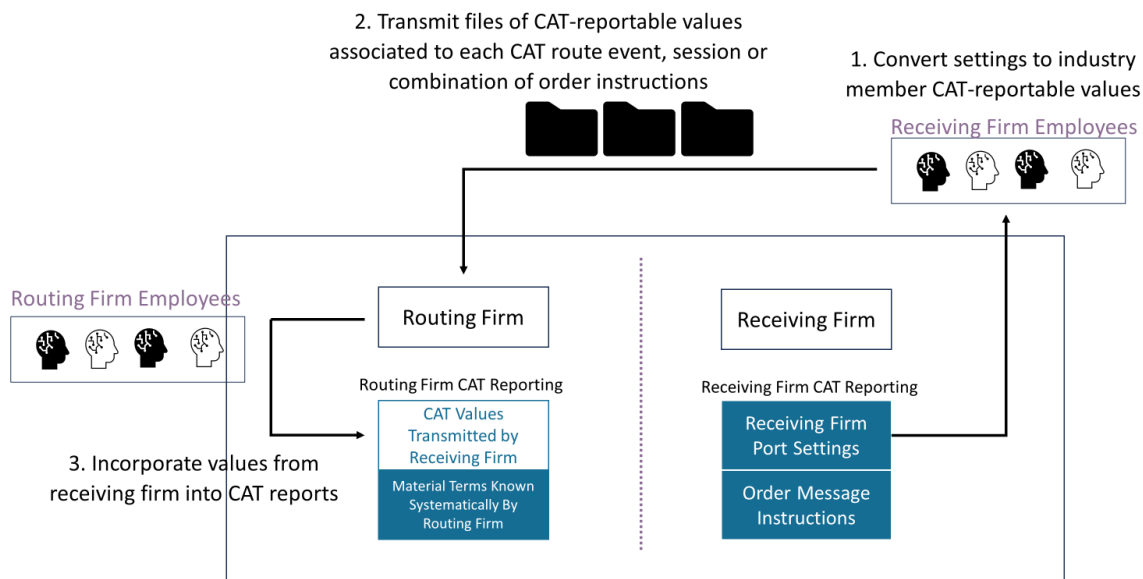 2. Transmit files of CAT-reportable values
associated to each CAT route event, session or
combination of order instructions
1. Convert settings to industry
member CAT-reportable values
Receiving Firm Employees
Routing Firm Employees
Routing Firm
Receiving Firm
Routing Firm CAT Reporting
Receiving Firm CAT Reporting
CAT Values
Transmitted by
Receiving Firm
Material Terms Known
Systematically By
Routing Firm
Receiving Firm
Port Settings
Order Message
Instructions
3. Incorporate values from
receiving firm into CAT reports